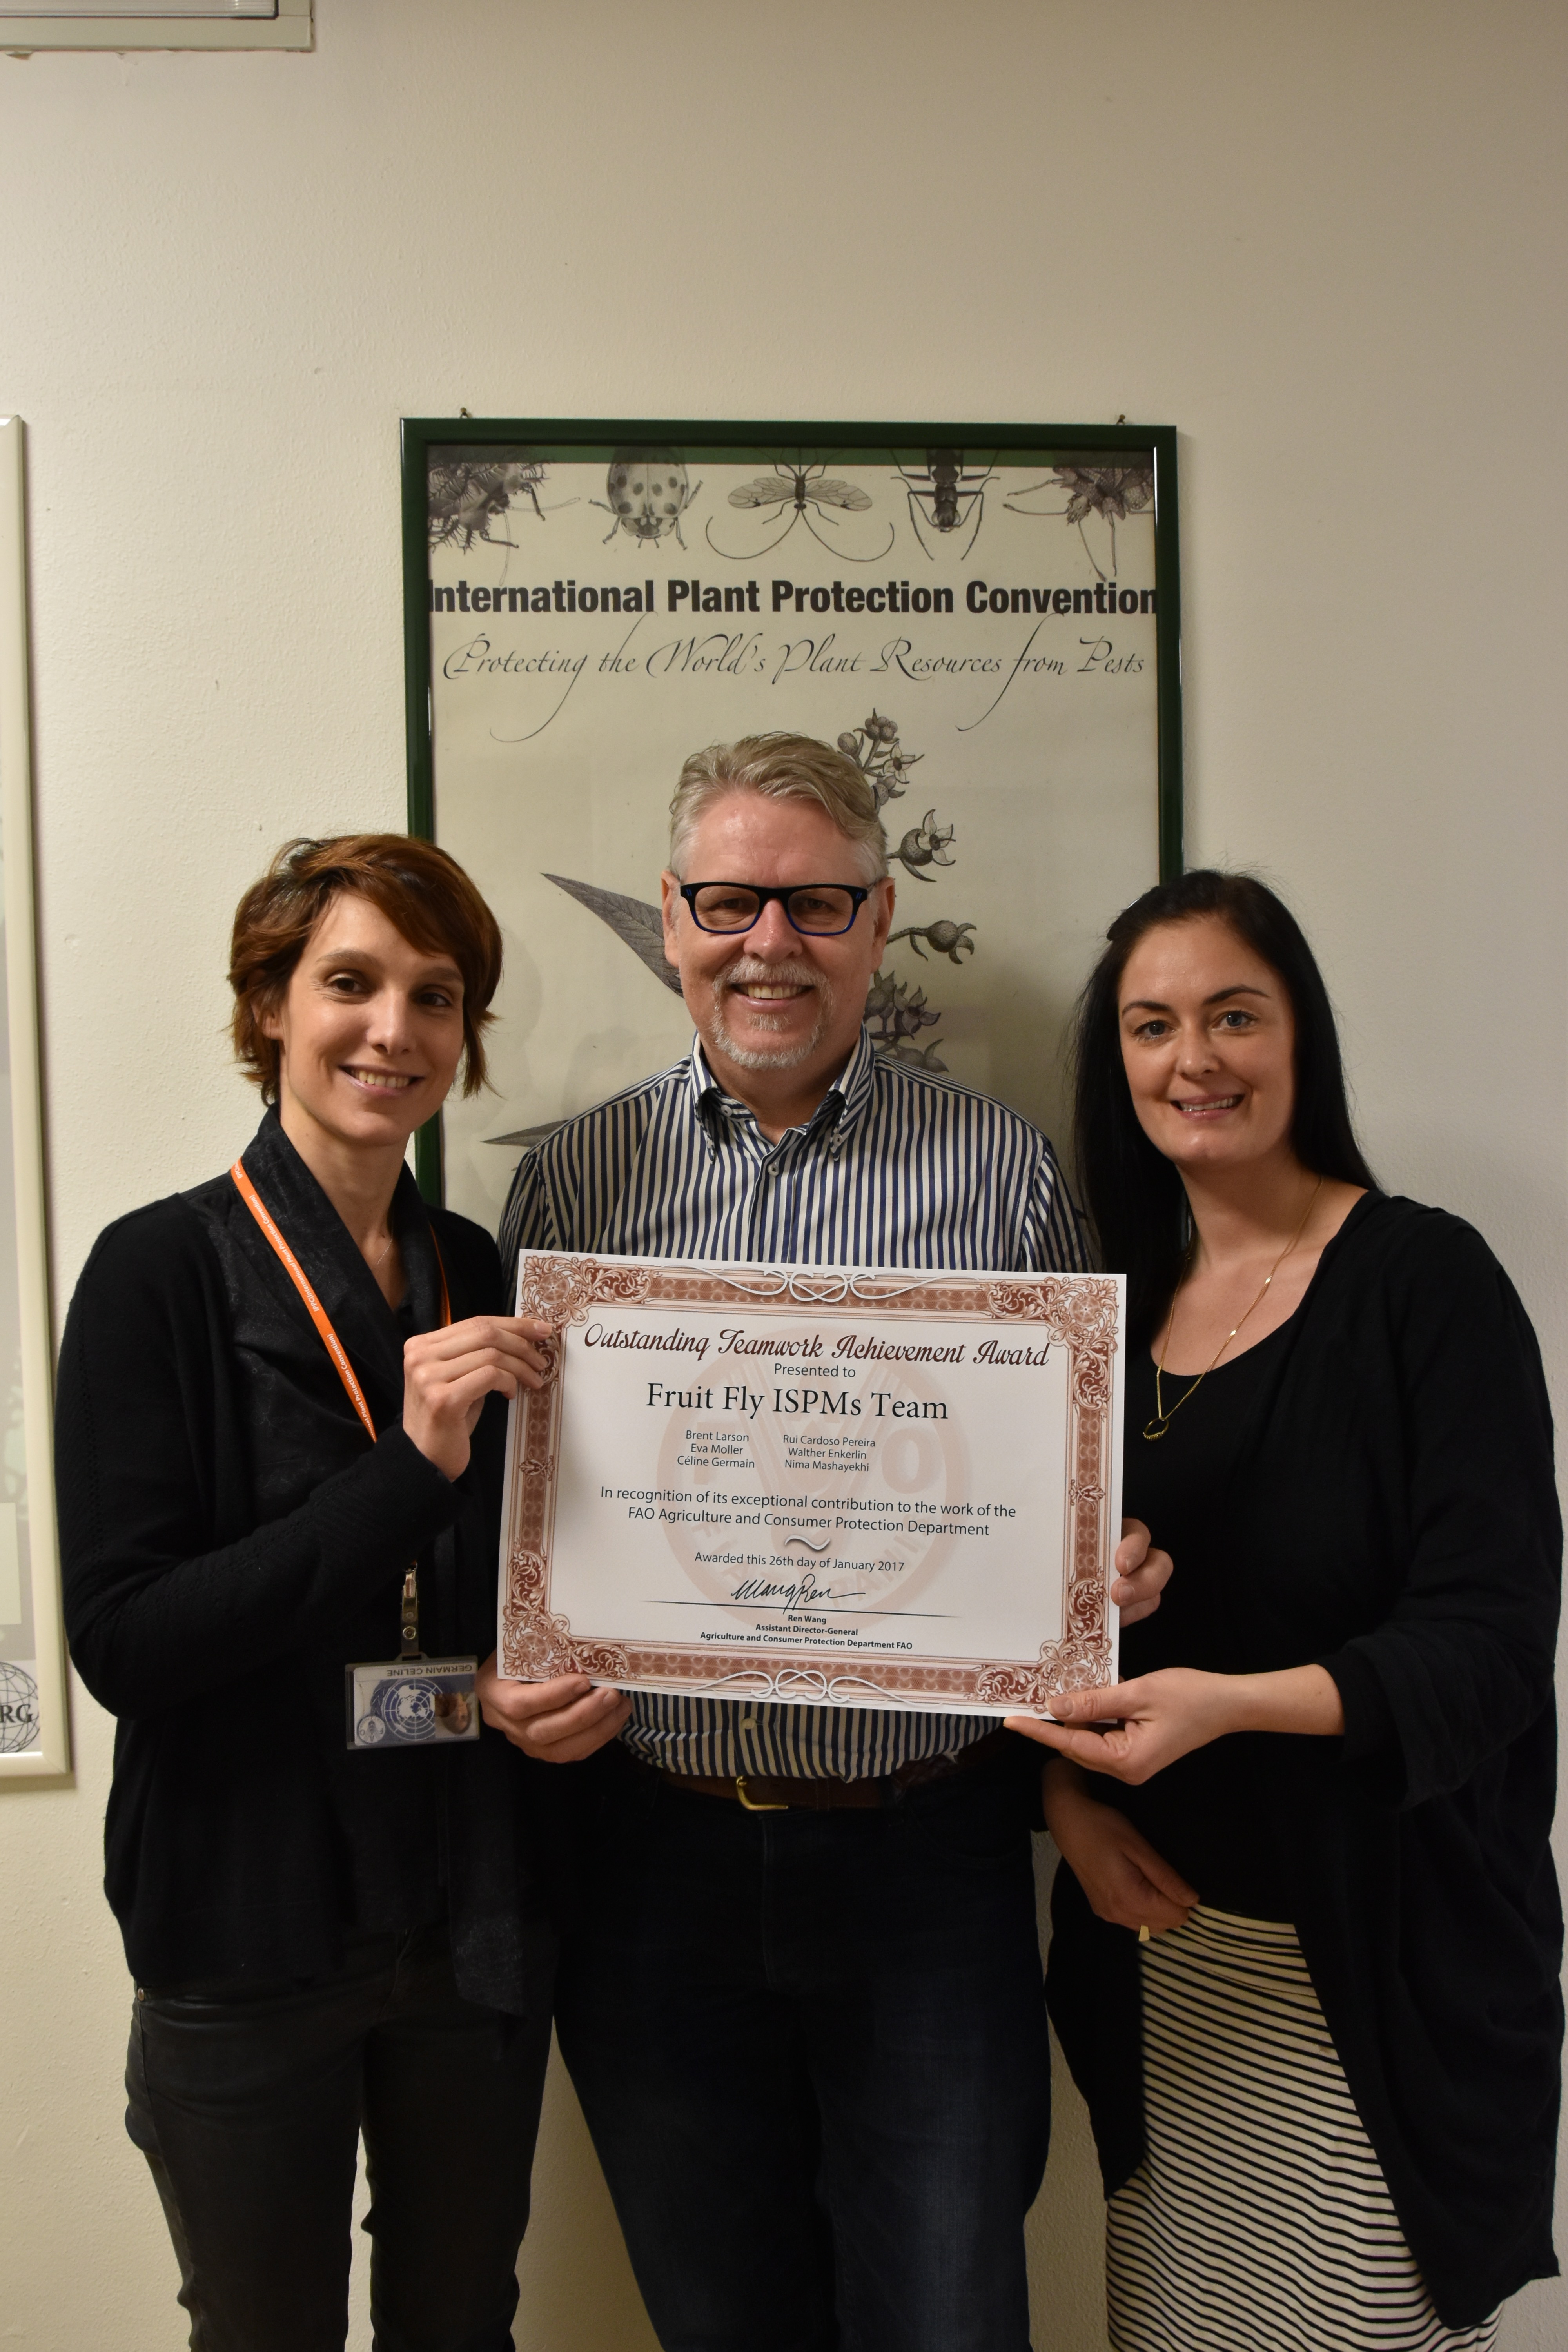 International Plant Protection Convention
Protecting the World's Plant Resources from Pests
Outstanding Teamwork Achievement Award
Presented to
Fruit Fly ISPMs Team
Brent Larson
Eva Moller
Céline Germain
Rui Cardoso Pereira
Walther Enkerlin
Nima Mashayekhi
In recognition of its exceptional contribution to the work of the
FAO Agriculture and Consumer Protection Department
Awarded this 26th day of January 2017
Ren Wang
Assistant Director-General
Agriculture and Consumer Protection Department FAO
GERMAIN CELINE
RG